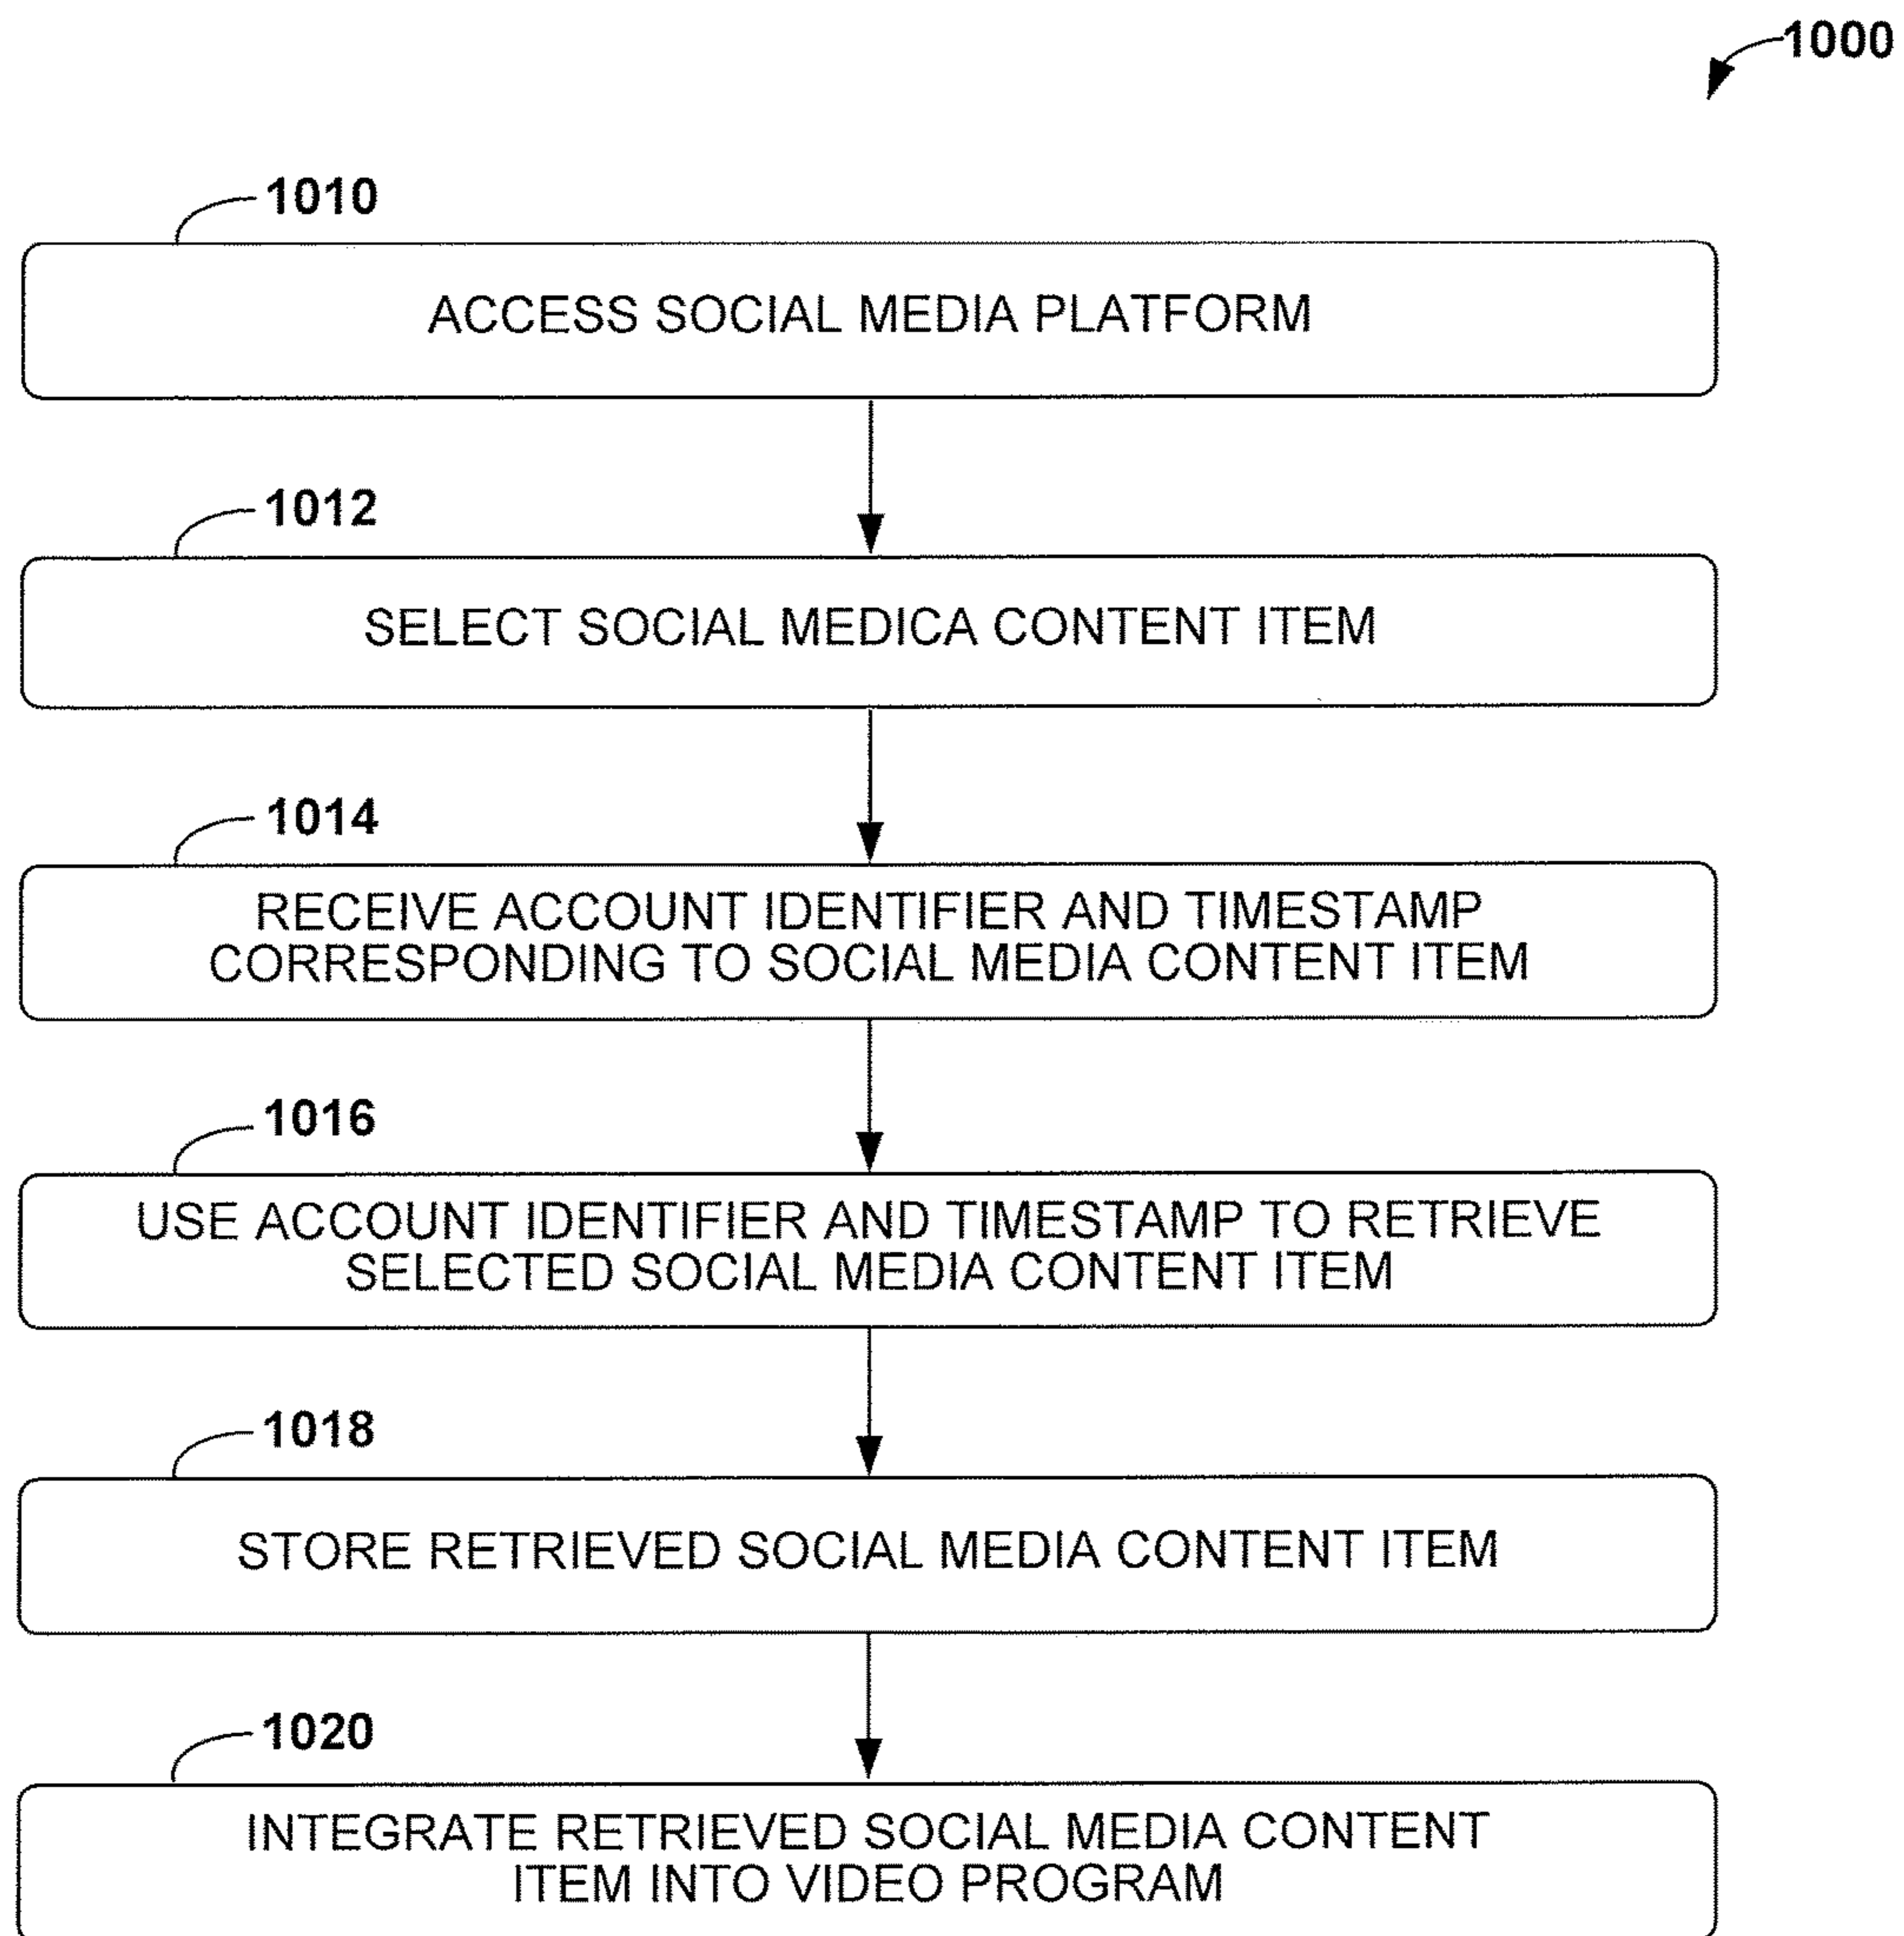 1000
1010
ACCESS SOCIAL MEDIA PLATFORM
1012
SELECT SOCIAL MEDICA CONTENT ITEM
1014
RECEIVE ACCOUNT IDENTIFIER AND TIMESTAMP
CORRESPONDING TO SOCIAL MEDIA CONTENT ITEM
1016
USE ACCOUNT IDENTIFIER AND TIMESTAMP TO RETRIEVE
SELECTED SOCIAL MEDIA CONTENT ITEM
1018
STORE RETRIEVED SOCIAL MEDIA CONTENT ITEM
1020
INTEGRATE RETRIEVED SOCIAL MEDIA CONTENT
ITEM INTO VIDEO PROGRAM